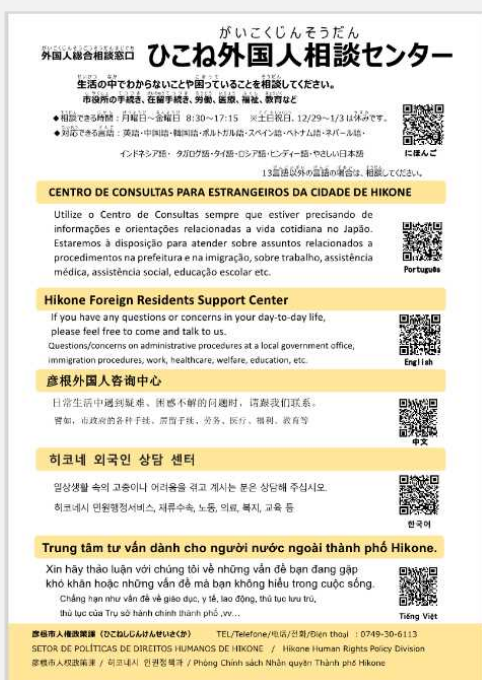 がいこくじんそうだん
外国人総合相談窓口 ひこね外国人相談センター
生活の中でわからないことや困っていることを相談してください。
市役所の手続き、在留手続き、労働、医療、福祉、教育など
◆相談できる時間：月曜日～金曜日 8:30～17:15 ※土日祝日、12/29～1/3は休みです。
◆対応できる言語：英語・中国語・韓国語・ポルトガル語・スペイン語・ベトナム語・ネパール語・
インドネシア語・タガログ語・タイ語・ロシア語・ヒンディー語・やさしい日本語
にほんご
13言語以外の言語の場合は、相談してください。
CENTRO DE CONSULTAS PARA ESTRANGEIROS DA CIDADE DE HIKONE
Utilize o Centro de Consultas sempre que estiver precisando de
informações e orientações relacionadas a vida cotidiana no Japão.
Estaremos à disposição para atender sobre assuntos relacionados a
procedimentos na prefeitura e na imigração, sobre trabalho, assistência
médica, assistência social, educação escolar etc.
Português
Hikone Foreign Residents Support Center
If you have any questions or concerns in your day-to-day life,
please feel free to come and talk to us.
Questions/concerns on administrative procedures at a local government office,
immigration procedures, work, healthcare, welfare, education, etc.
English
彦根外国人咨询中心
日常生活中遇到疑难、困惑不解的问题时，请跟我们联系。
譬如，市政府的各种手续、居留手续、劳务、医疗、福利、教育等
中文
히코네 외국인 상담 센터
일상생활 속의 고충이나 어려움을 겪고 계시는 분은 상담해 주십시오.
히코네시 민원행정서비스, 재류수속, 노동, 의료, 복지, 교육 등
한국어
Trung tâm tư vấn dành cho người nước ngoài thành phố Hikone.
Xin hãy thảo luận với chúng tôi về những vấn đề bạn đang gặp
khó khăn hoặc những vấn đề mà bạn không hiểu trong cuộc sống.
Chẳng hạn như vấn đề về giáo dục, y tế, lao động, thủ tục lưu trú,
thủ tục của Trụ sở hành chính thành phố ,vv...
Tiếng Việt
彦根市人権政策課（ひこねしじんけんせいさくか） TEL/Telefone/电话/전화/Điện thoại ：0749-30-6113
SETOR DE POLÍTICAS DE DIREITOS HUMANOS DE HIKONE / Hikone Human Rights Policy Division
彦根市人权政策课 / 히코네시 인권정책과 / Phòng Chính sách Nhân quyền Thành phố Hikone